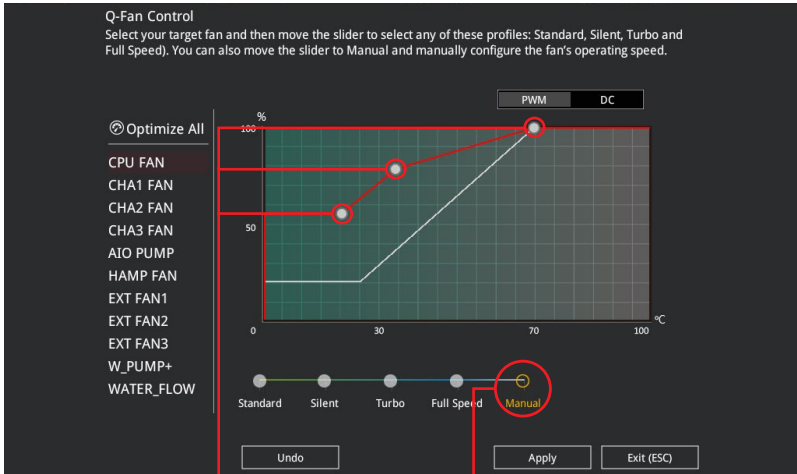 Q-Fan Control
Select your target fan and then move the slider to select any of these profiles: Standard, Silent, Turbo and
Full Speed). You can also move the slider to Manual and manually configure the fan's operating speed.
PWM DC
Optimize All
CPU FAN
CHA1 FAN
CHA2 FAN
CHA3 FAN
AIO PUMP
HAMP FAN
EXT FAN1
EXT FAN2
EXT FAN3
W_PUMP+
WATER_FLOW
%
100
50
0 30 70 100
°C
Standard Silent Turbo Full Speed Manual
Undo Apply Exit (ESC)